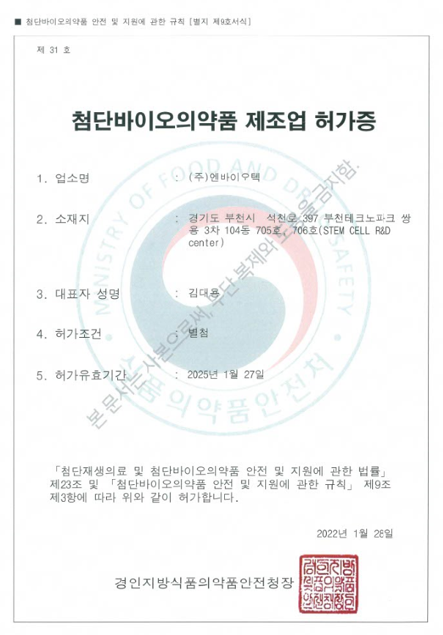 ■ 첨단바이오의약품 안전 및 지원에 관한 규칙 [별지 제9호서식]
제 31 호
첨단바이오의약품 제조업 허가증
1. 업소명 : (주)엔바이오텍
2. 소재지 : 경기도 부천시 석천로 397 부천테크노파크 쌍
용 3차 104동 705호, 706호(STEM CELL R&D
center)
3. 대표자 성명 : 김대용
4. 허가조건 : 별첨
5. 허가유효기간 : 2025년 1월 27일
MINISTRY OF FOOD AND DRUG SAFETY
식품의약품안전처
본 문서는 사본으로써, 무단 복제와 도용을 금지함.
「첨단재생의료 및 첨단바이오의약품 안전 및 지원에 관한 법률」
제23조 및 「첨단바이오의약품 안전 및 지원에 관한 규칙」 제9조
제3항에 따라 위와 같이 허가합니다.
2022년 1월 28일
경인지방식품의약품안전청장